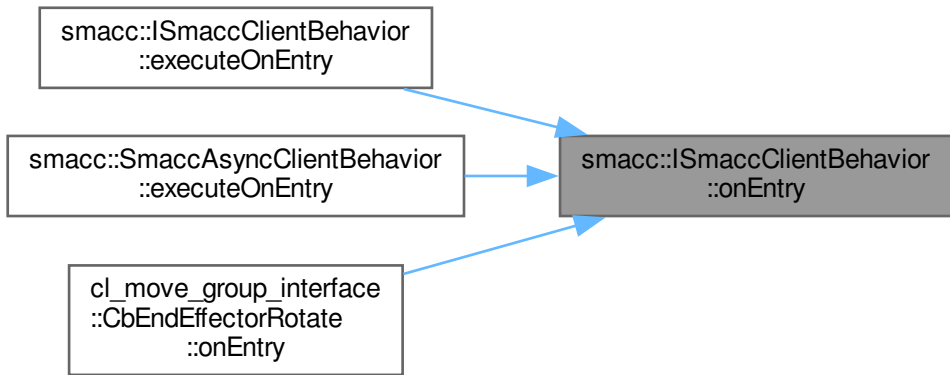 smacc::ISmaccClientBehavior
::executeOnEntry
smacc::SmaccAsyncClientBehavior
::executeOnEntry
cl_move_group_interface
::CbEndEffectorRotate
::onEntry
smacc::ISmaccClientBehavior
::onEntry